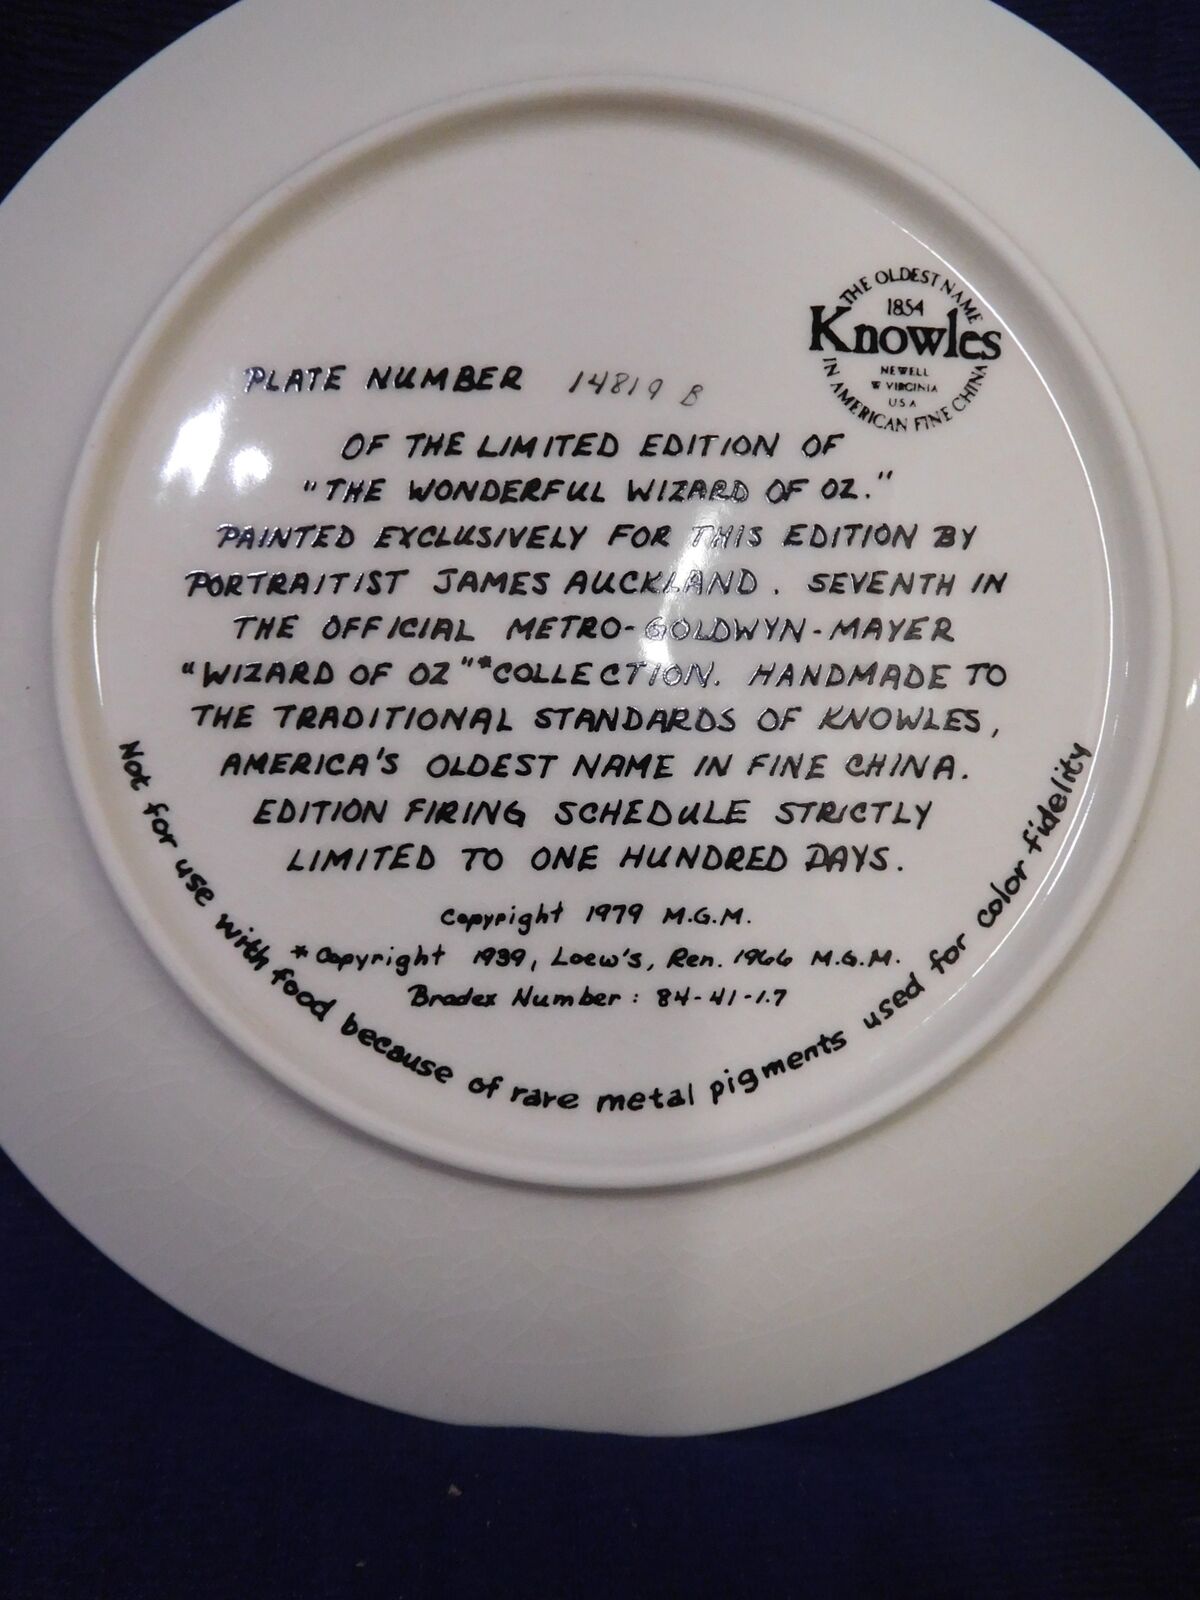 THE OLDEST NAME
1854
Knowles
NEWELL
W VIRGINIA
USA
IN AMERICAN FINE CHINA
PLATE NUMBER 14819 B
OF THE LIMITED EDITION OF
"THE WONDERFUL WIZARD OF OZ."
PAINTED EXCLUSIVELY FOR THIS EDITION BY
PORTRAITIST JAMES AUCKLAND. SEVENTH IN
THE OFFICIAL METRO-GOLDWYN-MAYER
"WIZARD OF OZ"* COLLECTION. HANDMADE TO
THE TRADITIONAL STANDARDS OF KNOWLES,
AMERICA'S OLDEST NAME IN FINE CHINA.
EDITION FIRING SCHEDULE STRICTLY
LIMITED TO ONE HUNDRED DAYS.
Copyright 1979 M.G.M.
* Copyright 1939, Loew's, Ren. 1966 M.G.M.
Bradex Number: 84-41-1.7
Not for use with food because of rare metal pigments used for color fidelity